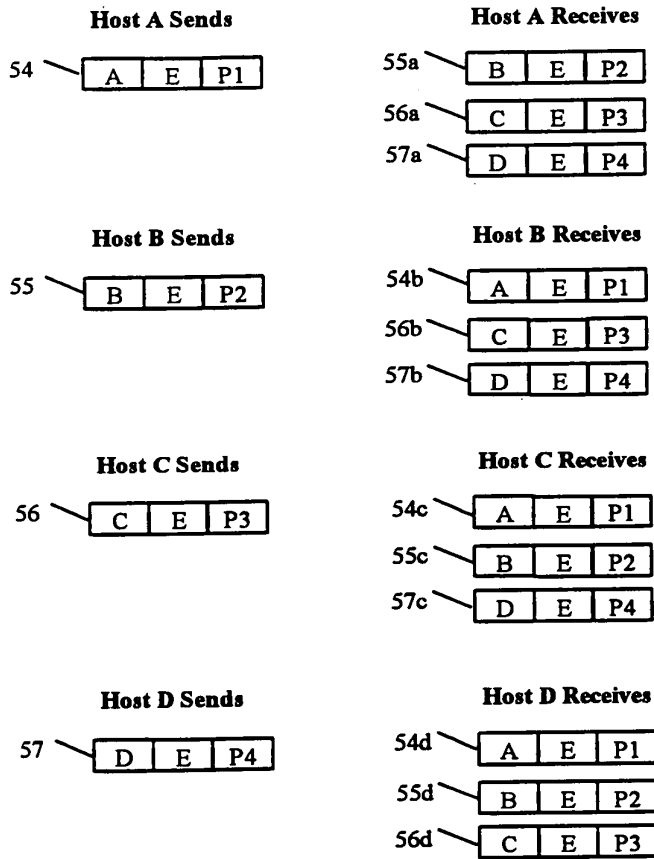 Host A Sends
54 A E P1
Host A Receives
55a B E P2
56a C E P3
57a D E P4
Host B Sends
55 B E P2
Host B Receives
54b A E P1
56b C E P3
57b D E P4
Host C Sends
56 C E P3
Host C Receives
54c A E P1
55c B E P2
57c D E P4
Host D Sends
57 D E P4
Host D Receives
54d A E P1
55d B E P2
56d C E P3